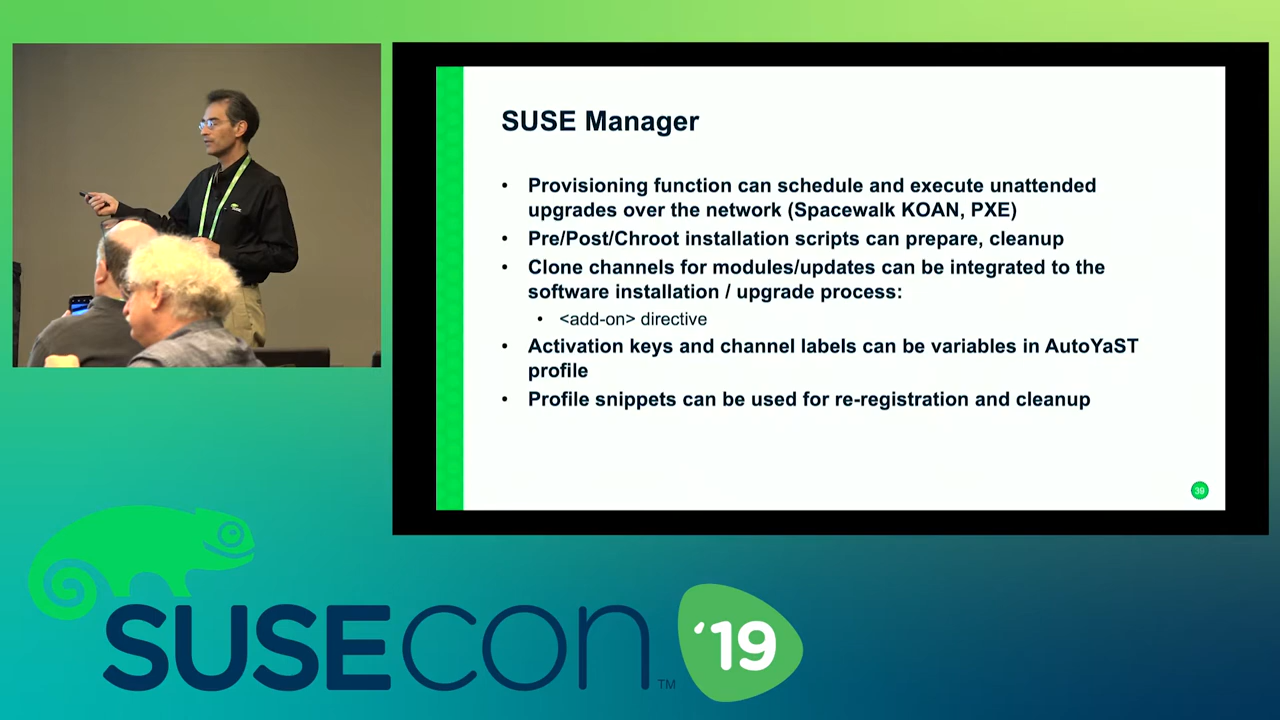 SUSE Manager
• Provisioning function can schedule and execute unattended
upgrades over the network (Spacewalk KOAN, PXE)
• Pre/Post/Chroot installation scripts can prepare, cleanup
• Clone channels for modules/updates can be integrated to the
software installation / upgrade process:
• <add-on> directive
• Activation keys and channel labels can be variables in AutoYaST
profile
• Profile snippets can be used for re-registration and cleanup
39
SUSECON ™ '19